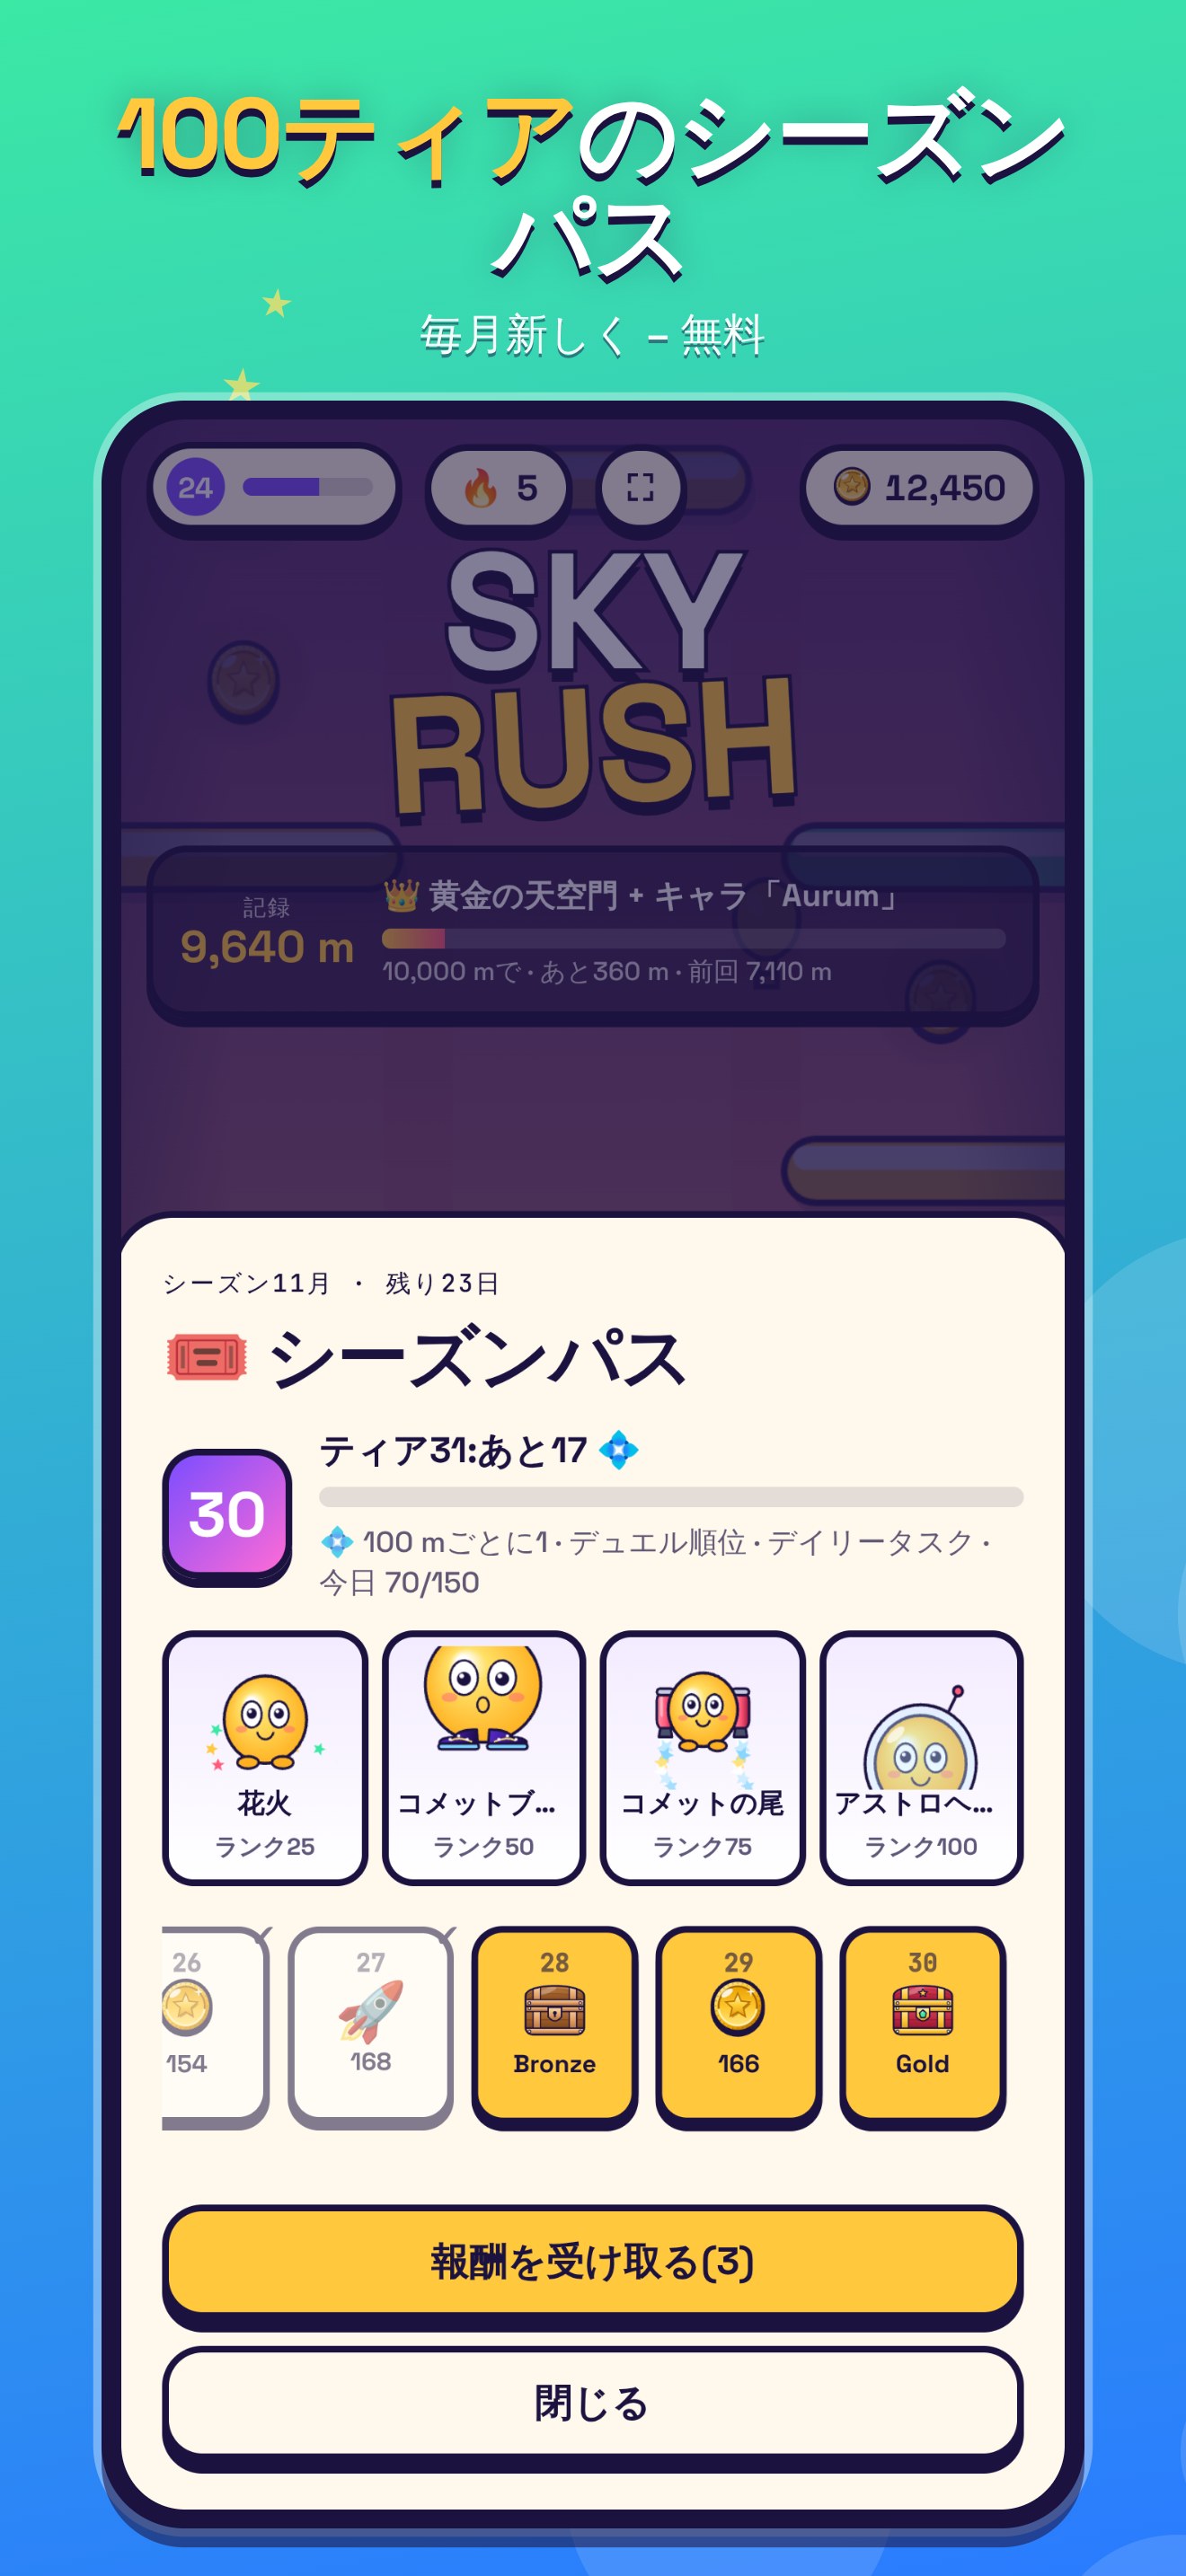 100ティアのシーズン
パス
毎月新しく – 無料
24
5
12,450
SKY
RUSH
記録
9,640 m
👑 黄金の天空門 + キャラ「Aurum」
10,000 mで · あと360 m · 前回 7,110 m
シーズン11月 · 残り23日
シーズンパス
30
ティア31:あと17
100 mごとに1 · デュエル順位 · デイリータスク ·
今日 70/150
花火
ランク25
コメットブ...
ランク50
コメットの尾
ランク75
アストロヘ...
ランク100
26
154
27
168
28
Bronze
29
166
30
Gold
報酬を受け取る(3)
閉じる